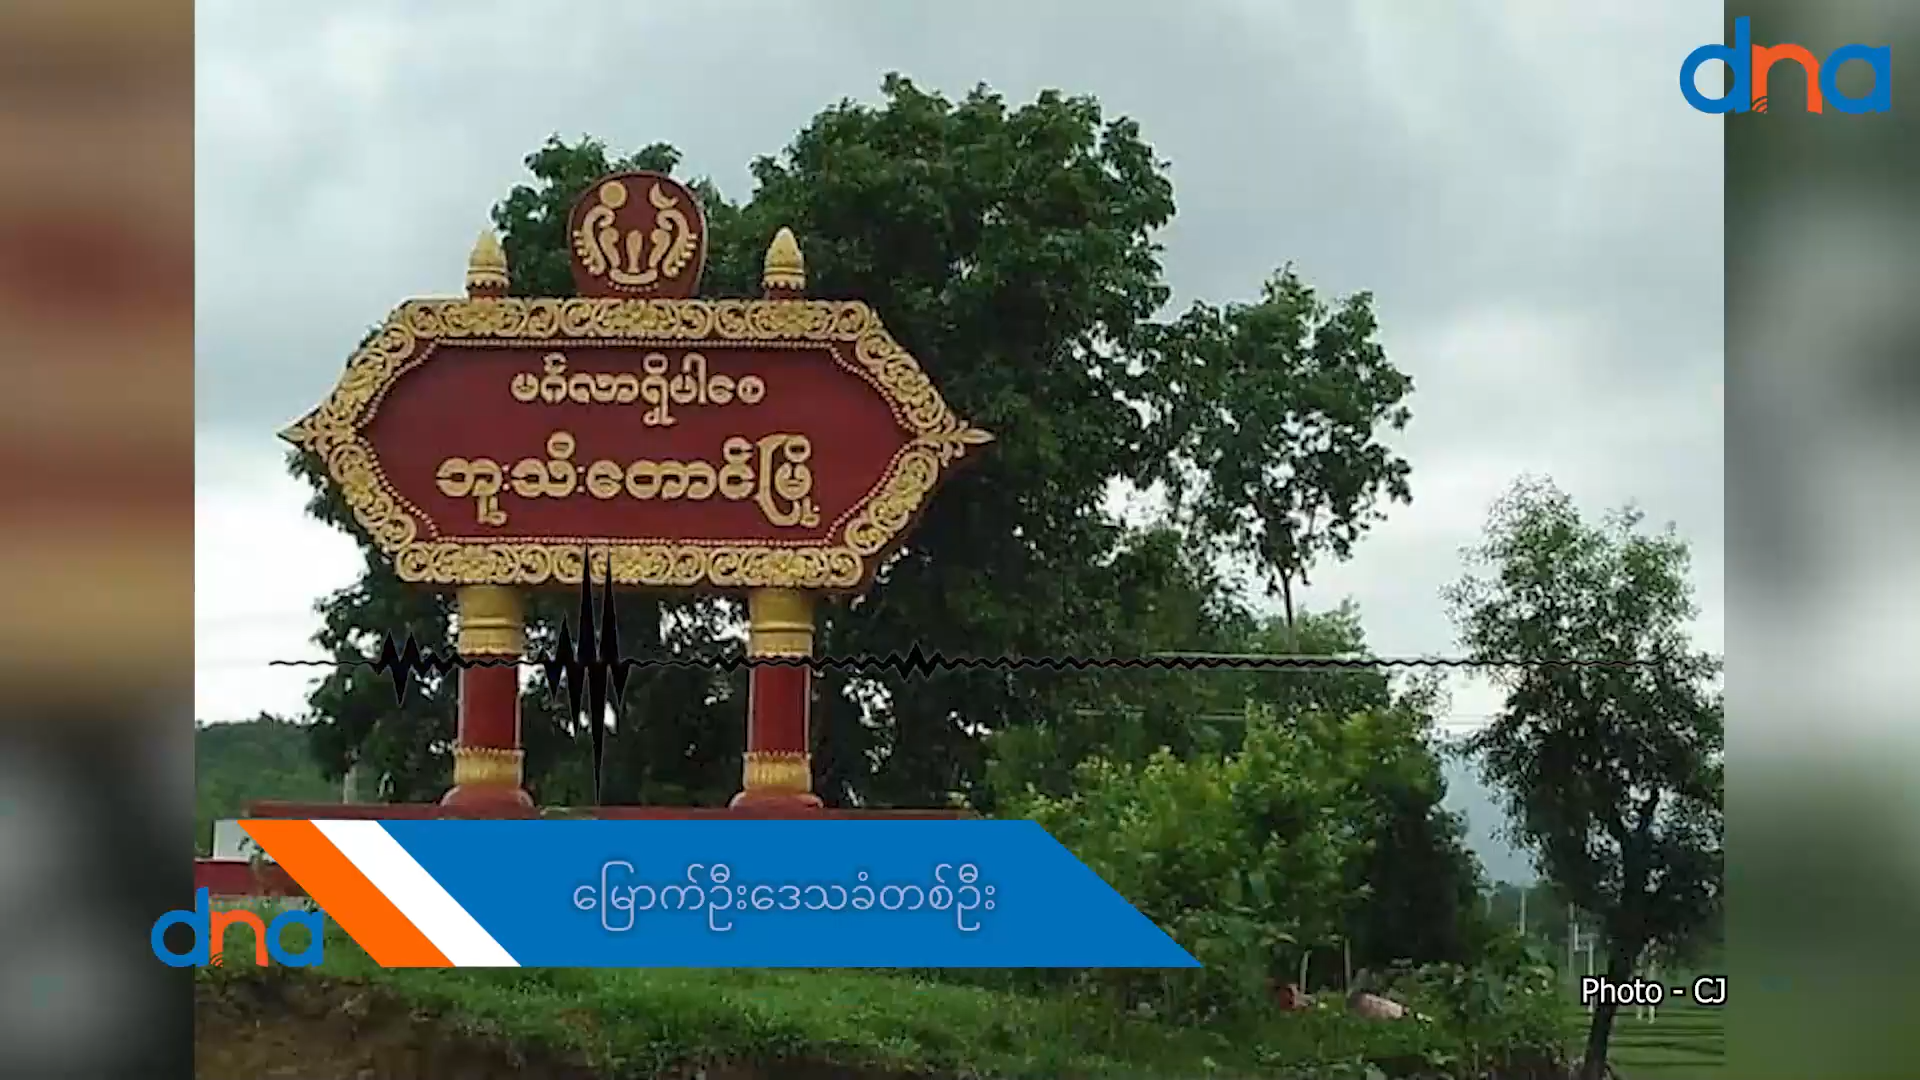 dna
မင်္ဂလာရှိပါစေ
ဘူးသီးတောင်မြို့
မြောက်ဦးဒေသခံတစ်ဦး
dna
Photo - CJ